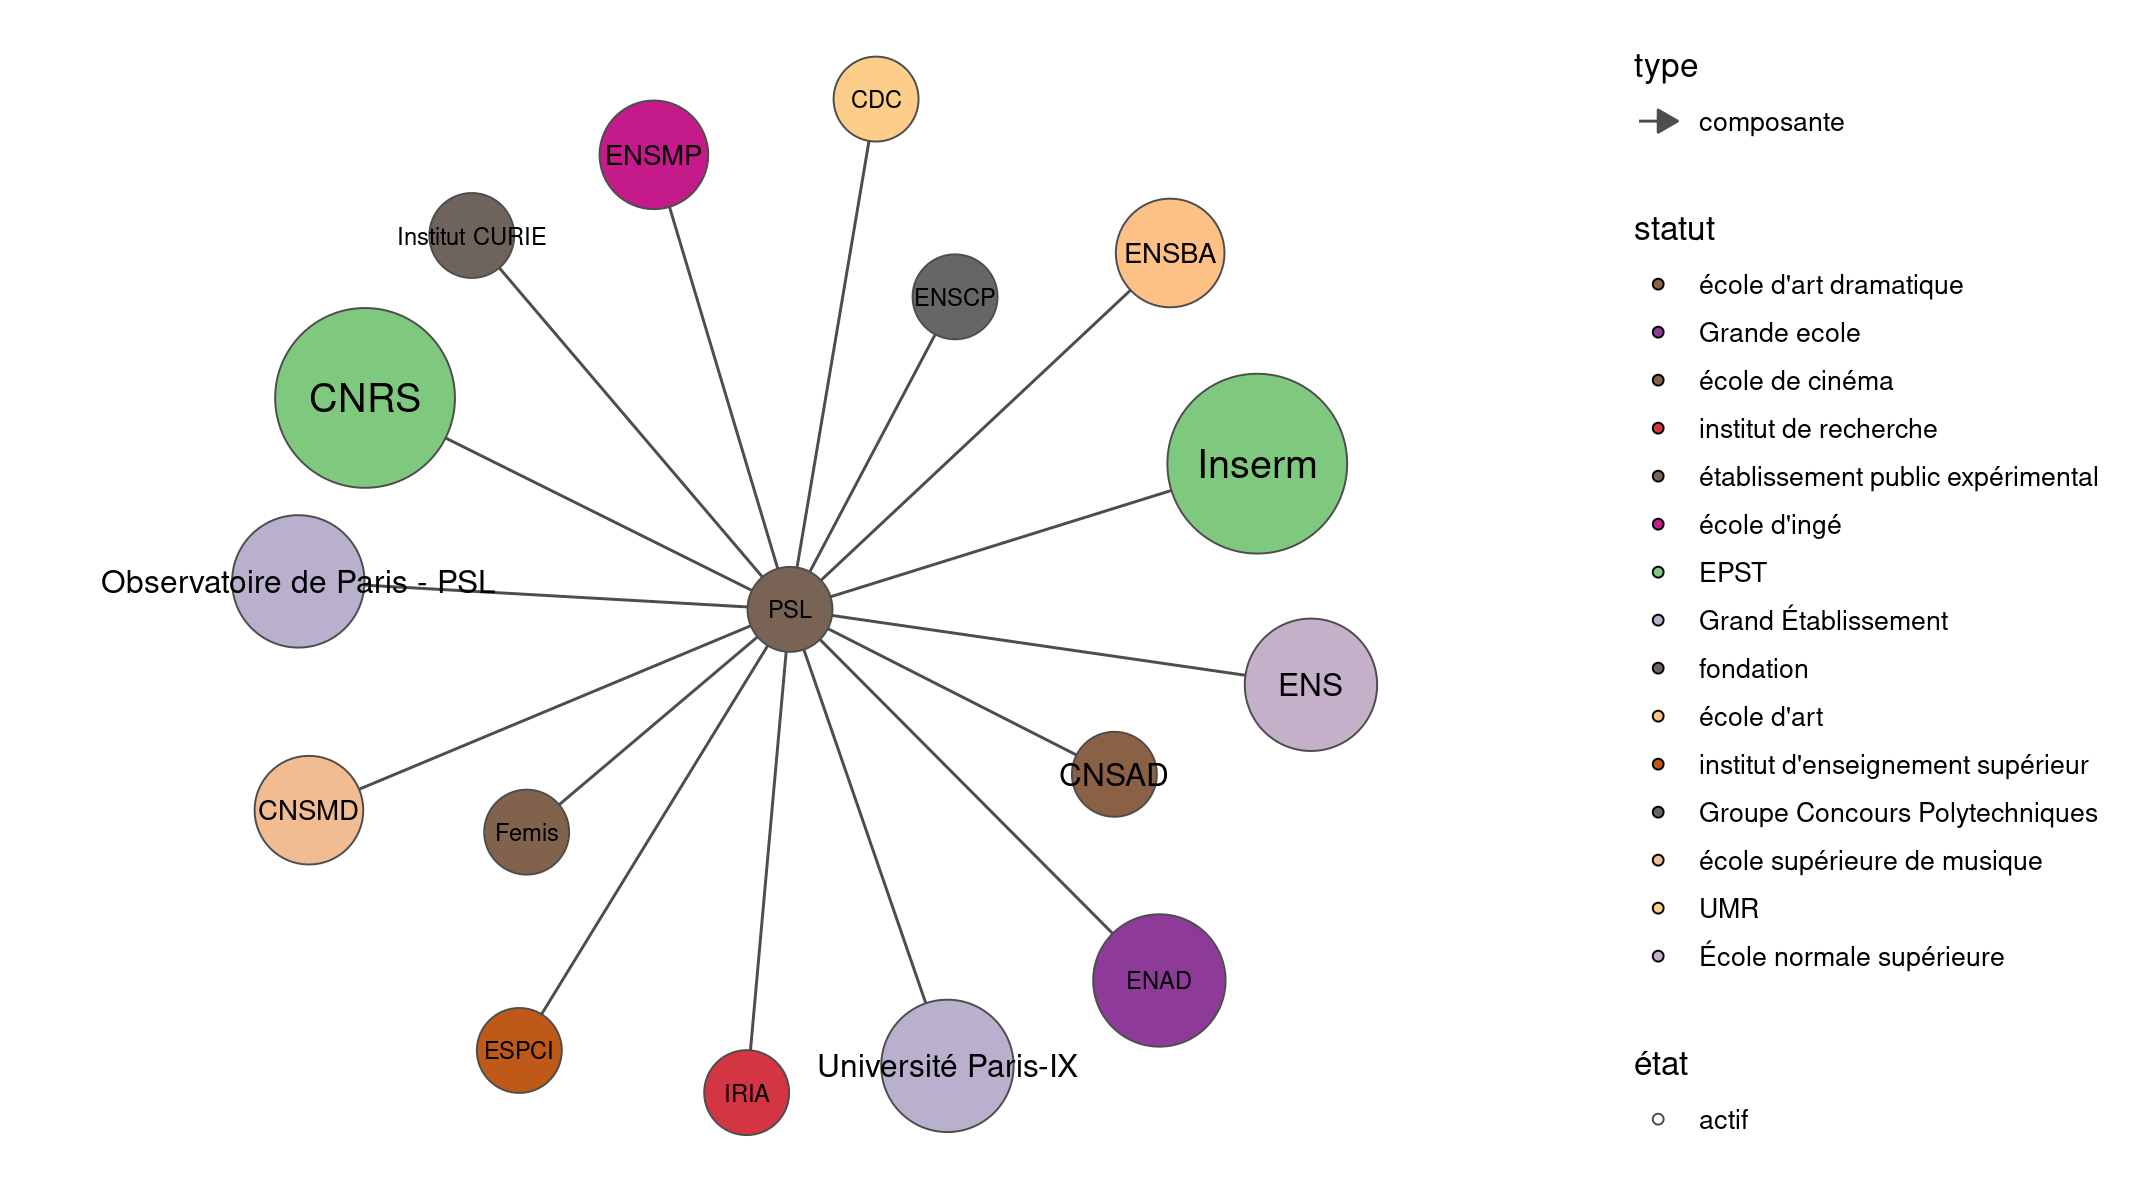 CDC
ENSMP
Institut CURIE
ENSBA
ENSCP
CNRS
Inserm
Observatoire de Paris - PSL
PSL
ENS
CNSAD
CNSMD
Femis
ENAD
ESPCI
IRIA
Université Paris-IX
type
composante
statut
école d'art dramatique
Grande ecole
école de cinéma
institut de recherche
établissement public expérimental
école d'ingé
EPST
Grand Établissement
fondation
école d'art
institut d'enseignement supérieur
Groupe Concours Polytechniques
école supérieure de musique
UMR
École normale supérieure
état
actif